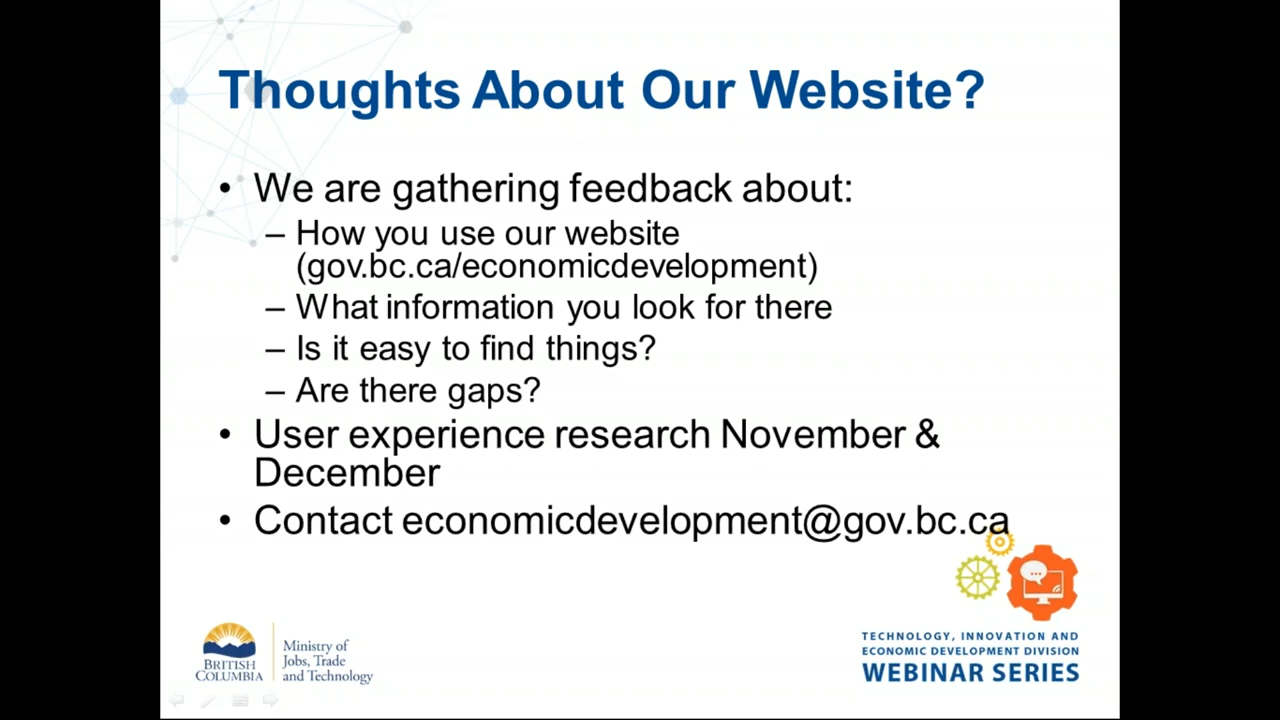 Thoughts About Our Website?
• We are gathering feedback about:
– How you use our website
(gov.bc.ca/economicdevelopment)
– What information you look for there
– Is it easy to find things?
– Are there gaps?
• User experience research November &
December
• Contact economicdevelopment@gov.bc.ca
BRITISH
COLUMBIA
Ministry of
Jobs, Trade
and Technology
TECHNOLOGY, INNOVATION AND
ECONOMIC DEVELOPMENT DIVISION
WEBINAR SERIES